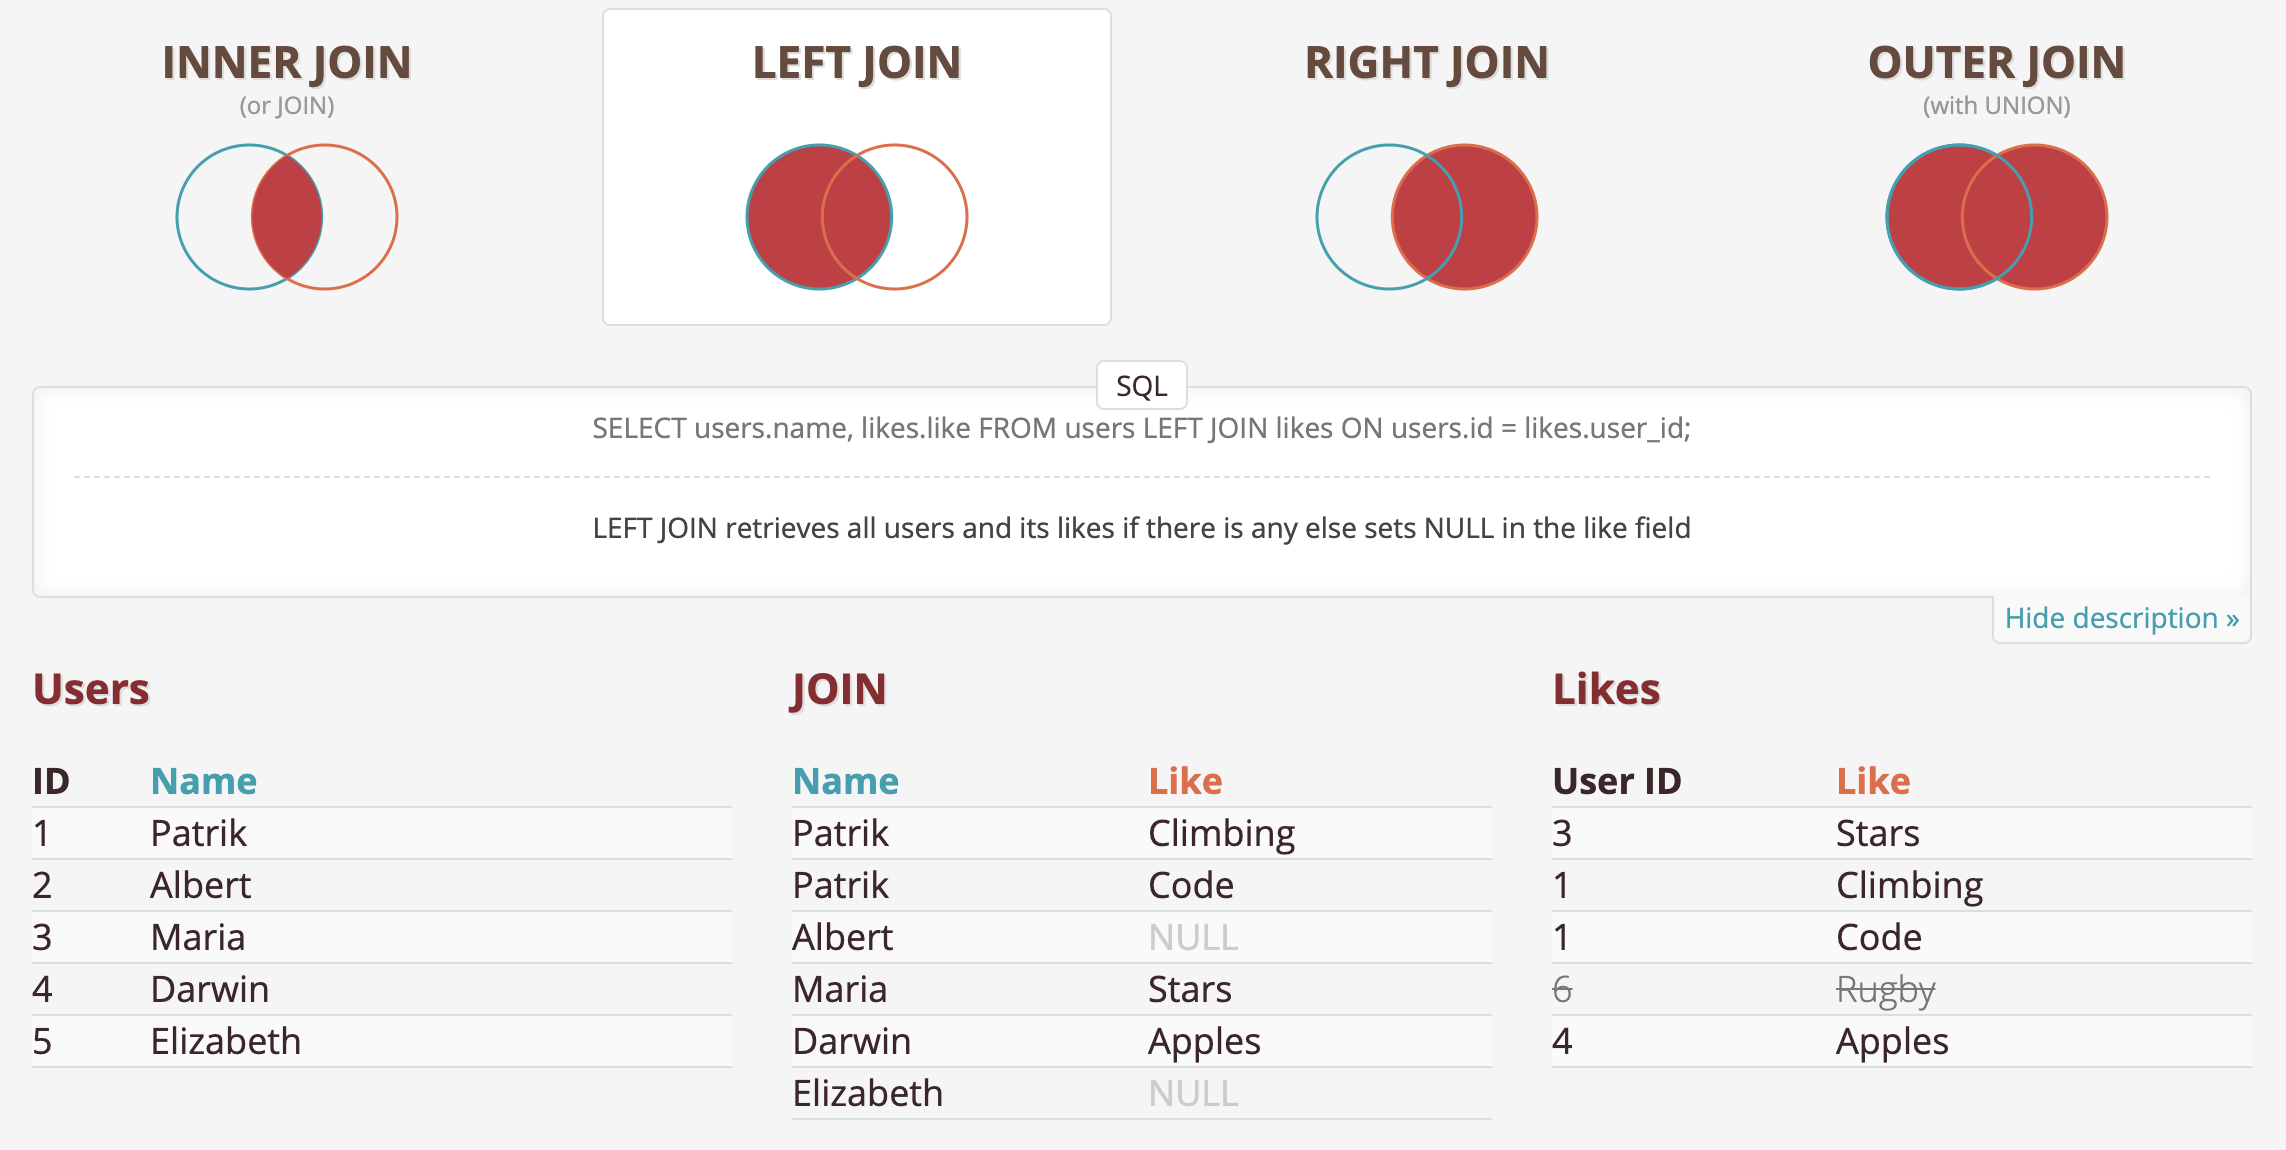 INNER JOIN
(or JOIN)
LEFT JOIN
RIGHT JOIN
OUTER JOIN
(with UNION)
SQL
SELECT users.name, likes.like FROM users LEFT JOIN likes ON users.id = likes.user_id;
LEFT JOIN retrieves all users and its likes if there is any else sets NULL in the like field
Hide description »
Users
ID Name
1 Patrik
2 Albert
3 Maria
4 Darwin
5 Elizabeth
JOIN
Name Like
Patrik Climbing
Patrik Code
Albert NULL
Maria Stars
Darwin Apples
Elizabeth NULL
Likes
User ID Like
3 Stars
1 Climbing
1 Code
6 Rugby
4 Apples